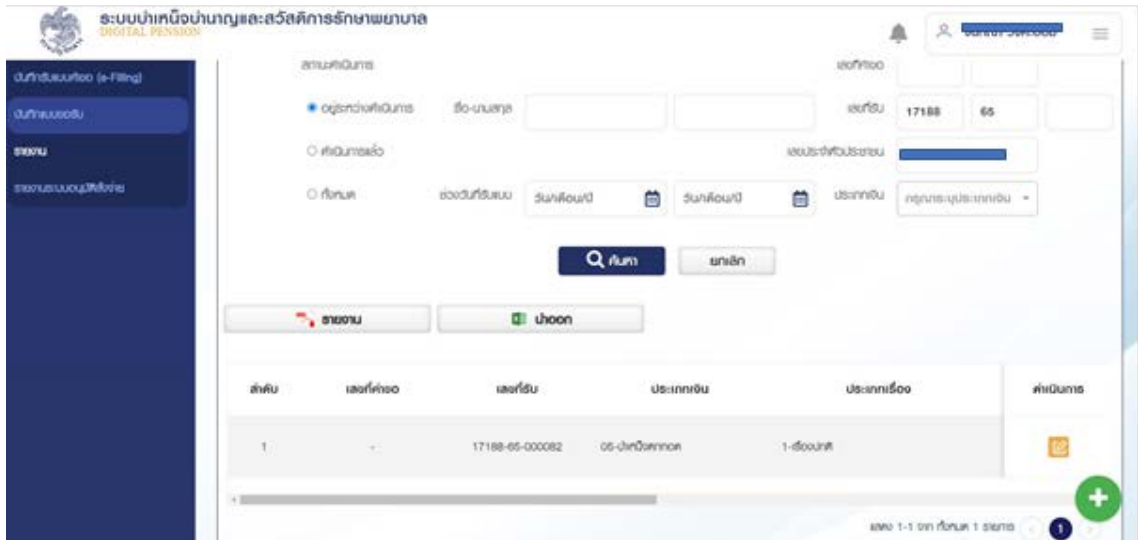 ระบบบำเหน็จบำนาญและสวัสดิการรักษาพยาบาล
DIGITAL PENSION
บันทึกรับแบบคำขอ (e-Filing)
บันทึกแบบขอรับ
รายงาน
รายงานระบบอนุมัติสั่งจ่าย
สถานะดำเนินการ
เลขที่คำขอ
อยู่ระหว่างดำเนินการ ชื่อ-นามสกุล เลขที่รับ 17188 65
ดำเนินการแล้ว เลขประจำตัวประชาชน
ทั้งหมด ช่วงวันที่รับแบบ วัน/เดือน/ปี วัน/เดือน/ปี ประเภทเงิน กรุณาระบุประเภทเงิน
ค้นหา ยกเลิก
รายงาน นำออก
ลำดับ เลขที่คำขอ เลขที่รับ ประเภทเงิน ประเภทเรื่อง ดำเนินการ
1 - 17188-65-000082 05-บำเหน็จตกทอด 1-เรื่องปกติ
แสดง 1-1 จาก ทั้งหมด 1 รายการ 1